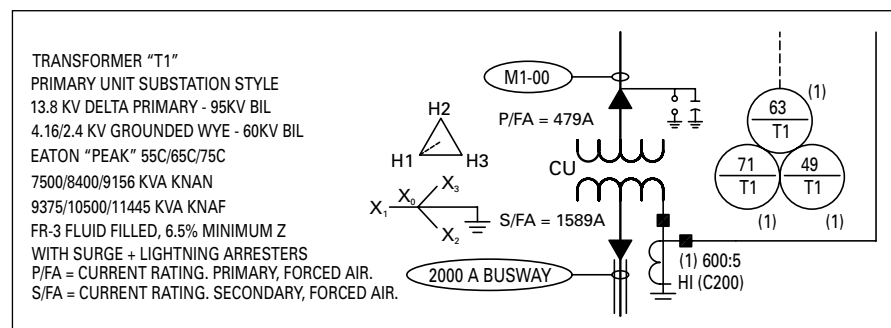 TRANSFORMER “T1”
PRIMARY UNIT SUBSTATION STYLE
13.8 KV DELTA PRIMARY - 95KV BIL
4.16/2.4 KV GROUNDED WYE - 60KV BIL
EATON “PEAK” 55C/65C/75C
7500/8400/9156 KVA KNAN
9375/10500/11445 KVA KNAF
FR-3 FLUID FILLED, 6.5% MINIMUM Z
WITH SURGE + LIGHTNING ARRESTERS
P/FA = CURRENT RATING. PRIMARY, FORCED AIR.
S/FA = CURRENT RATING. SECONDARY, FORCED AIR.
H2
H1 H3
X3
X1 X0
X2
M1-00
P/FA = 479A
CU
S/FA = 1589A
2000 A BUSWAY
(1) 600:5
HI (C200)
63 (1)
T1
71 49
T1 T1
(1) (1)